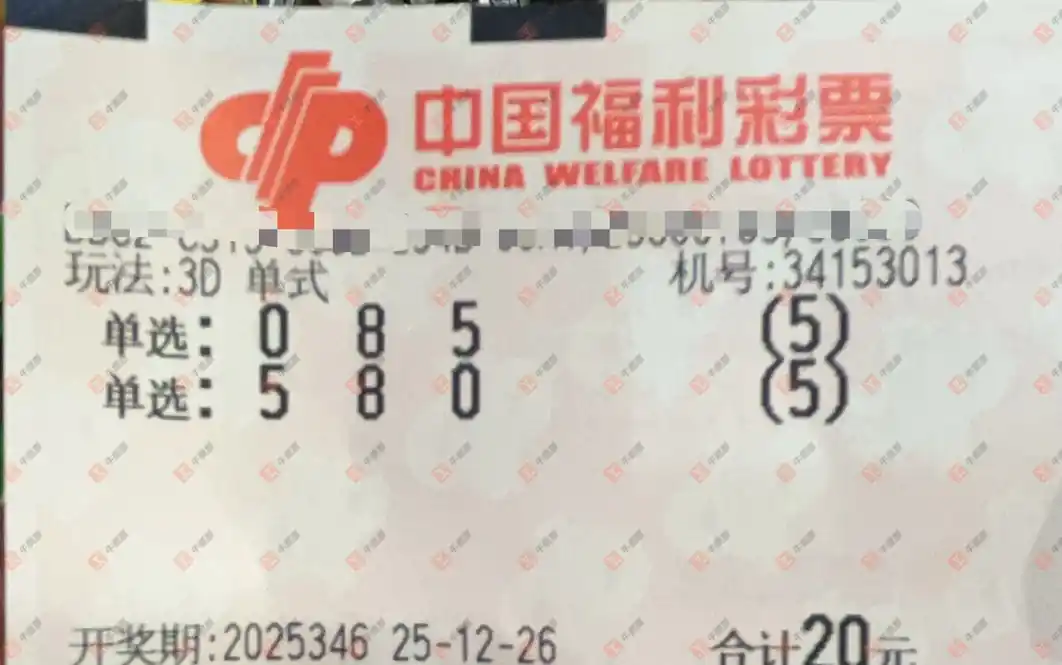 中国福利彩票
CHINA WELFARE LOTTERY
玩法:3D 单式 机号:34153013
单选: 0 8 5 (5)
单选: 5 8 0 (5)
开奖期:2025346 25-12-26 合计20元